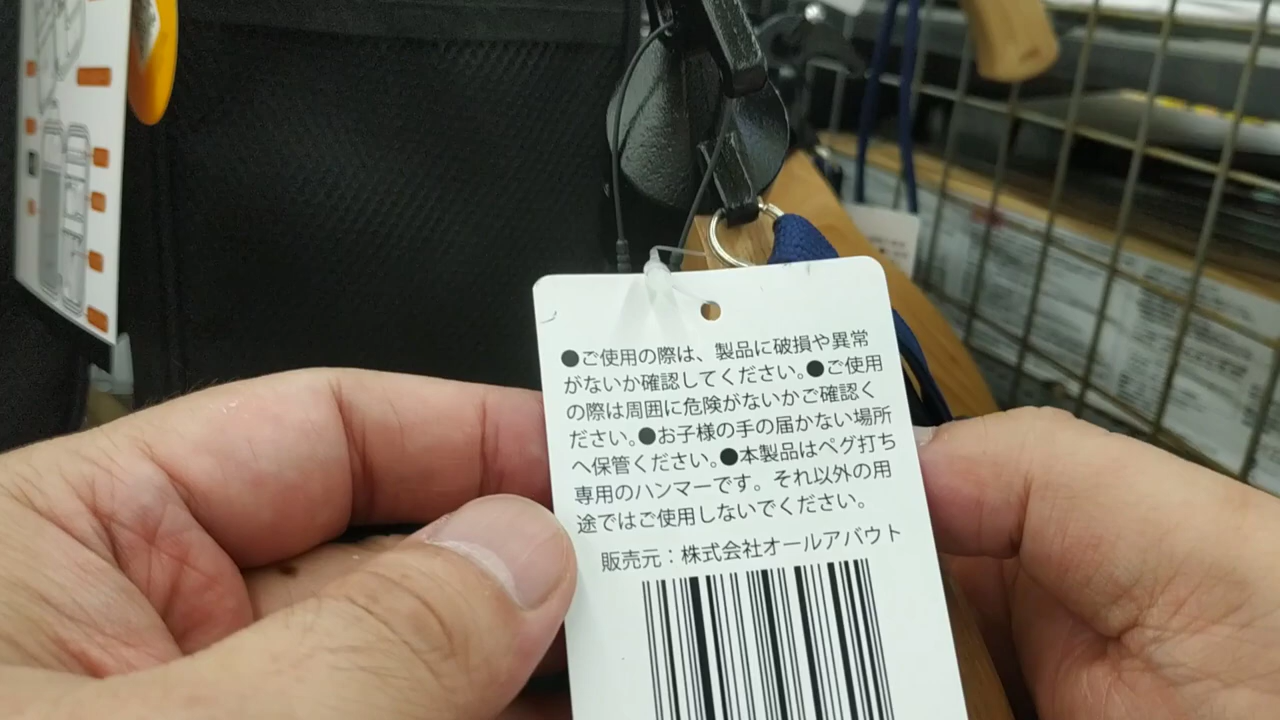 ●ご使用の際は、製品に破損や異常
がないか確認してください。●ご使用
の際は周囲に危険がないかご確認く
ださい。●お子様の手の届かない場所
へ保管ください。●本製品はペグ打ち
専用のハンマーです。それ以外の用
途ではご使用しないでください。
販売元：株式会社オールアバウト